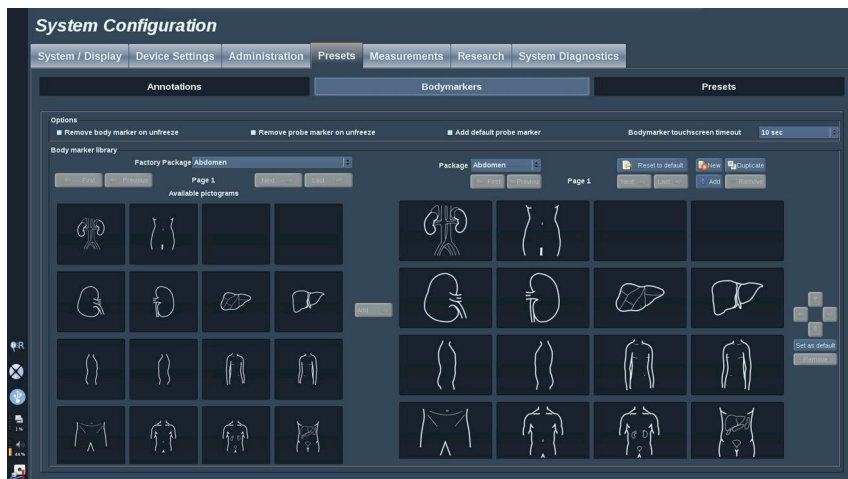 System Configuration
System / Display Device Settings Administration Presets Measurements Research System Diagnostics
Annotations Bodymarkers Presets
Options
Remove body marker on unfreeze Remove probe marker on unfreeze Add default probe marker Bodymarker touchscreen timeout 10 sec
Body marker library
Factory Package Abdomen Package Abdomen Reset to default New Duplicate
First Previous Page 1 Next Last First Previou Page 1 Next Last Add Remove
Available pictograms
Add
R
Set as default
Remove
1%
44%